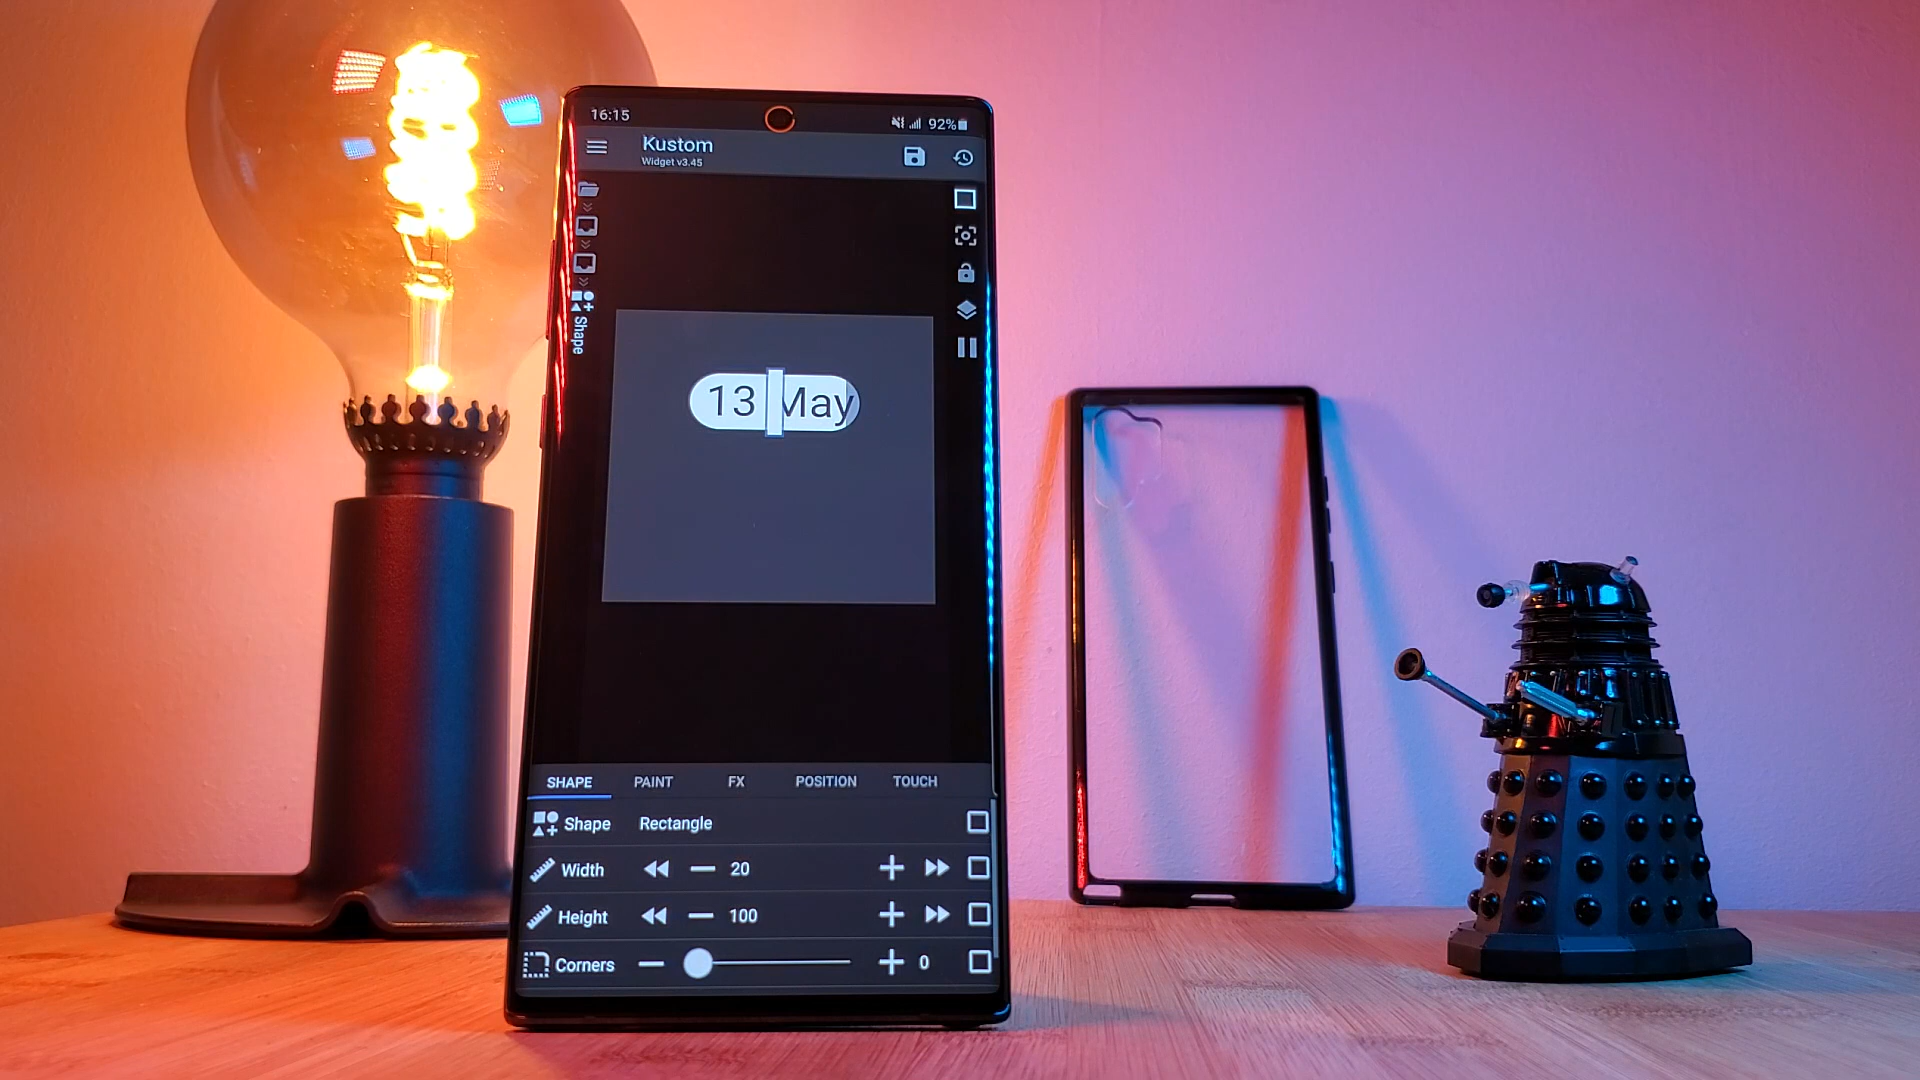 16:15
92%
Kustom
Widget v3.45
Shape
13 May
SHAPE PAINT FX POSITION TOUCH
Shape Rectangle
Width 20
Height 100
Corners 0